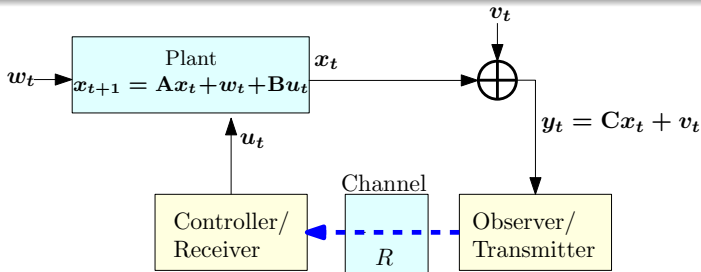 v_t
Plant
x_t
w_t
x_{t+1} = Ax_t+w_t+Bu_t
y_t = Cx_t + v_t
u_t
Channel
Controller/
Receiver
R
Observer/
Transmitter